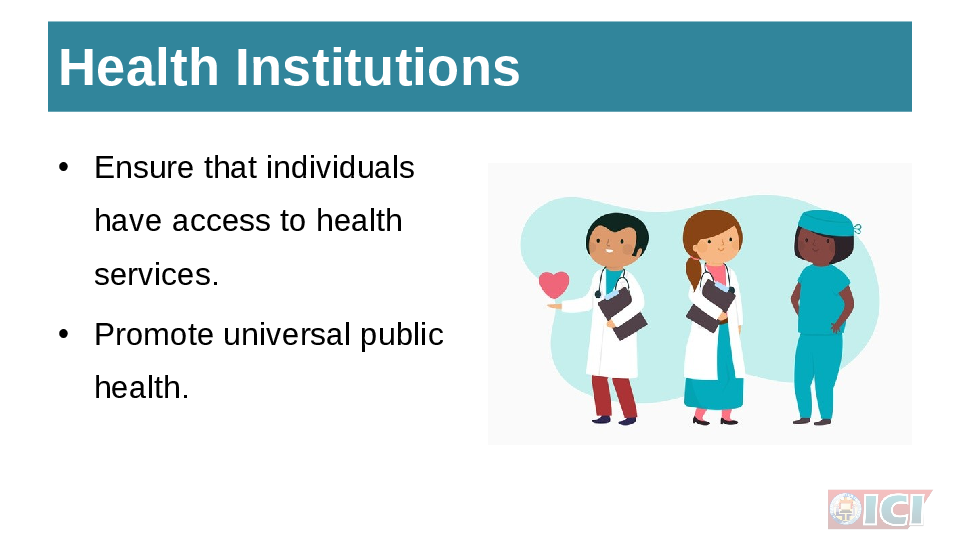 Health Institutions
• Ensure that individuals
have access to health
services.
• Promote universal public
health.
ICI